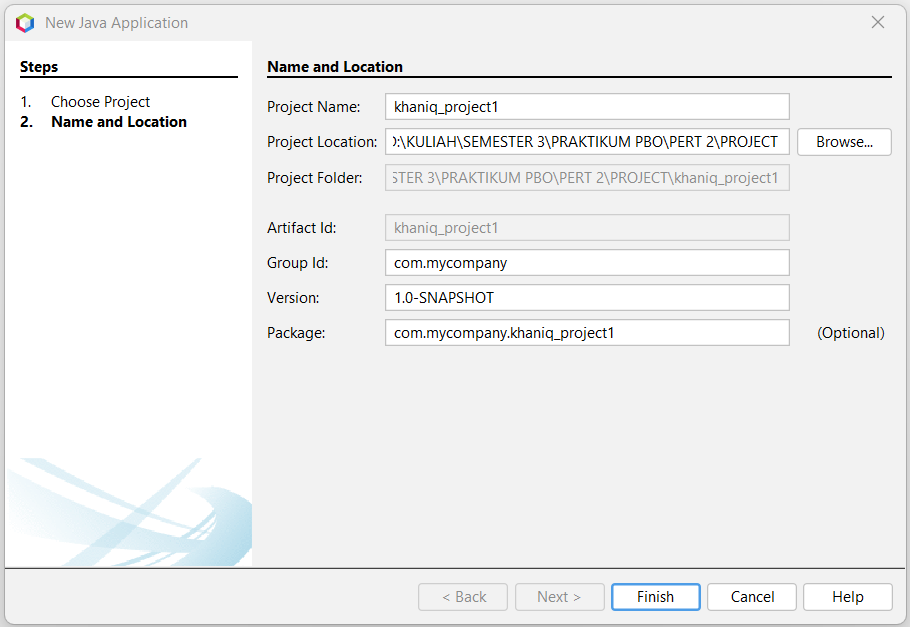 New Java Application
Steps
1. Choose Project
2. Name and Location
Name and Location
Project Name: khaniq_project1
Project Location: :\KULIAH\SEMESTER 3\PRAKTIKUM PBO\PERT 2\PROJECT Browse...
Project Folder: STER 3\PRAKTIKUM PBO\PERT 2\PROJECT\khaniq_project1
Artifact Id: khaniq_project1
Group Id: com.mycompany
Version: 1.0-SNAPSHOT
Package: com.mycompany.khaniq_project1 (Optional)
< Back Next > Finish Cancel Help